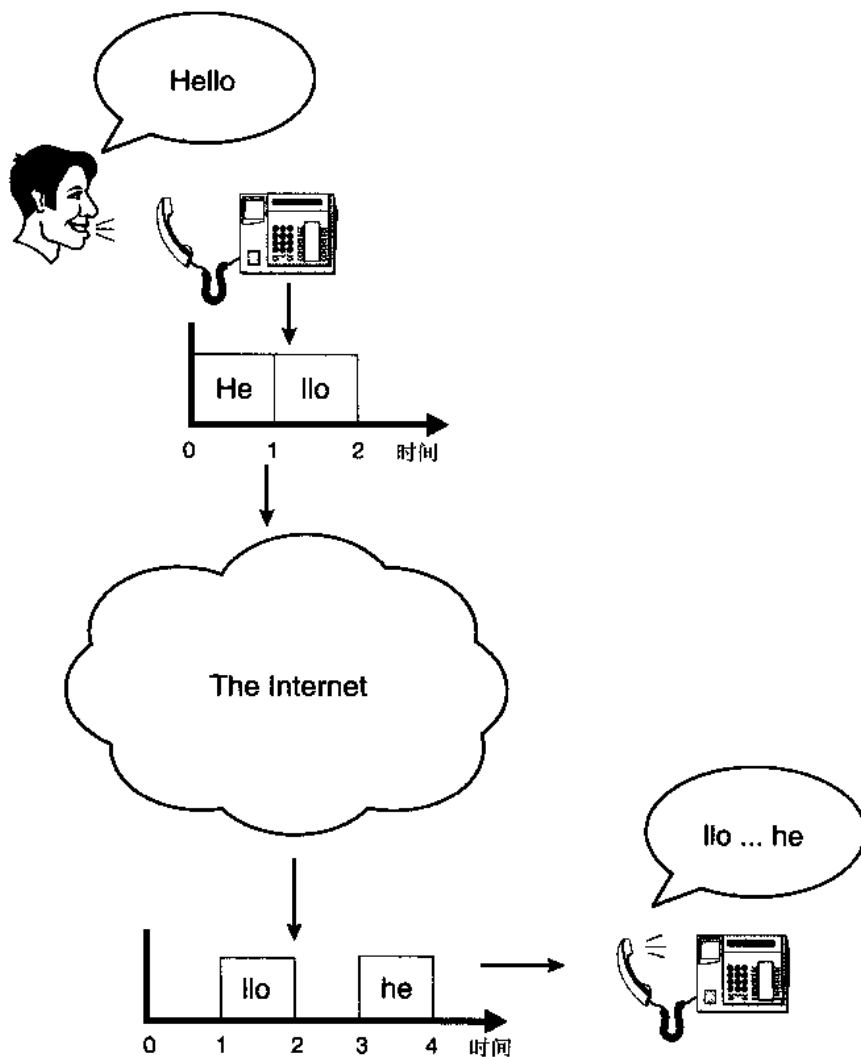 Hello
He llo
0 1 2 时间
The Internet
llo ... he
llo he
0 1 2 3 4 时间